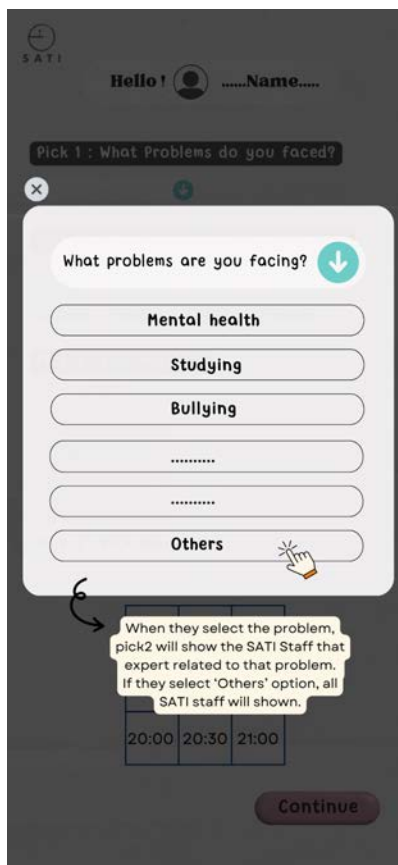 SATI
Hello ! ......Name.....
Pick 1 : What Problems do you faced?
What problems are you facing?
Mental health
Studying
Bullying
..........
..........
Others
When they select the problem,
pick2 will show the SATI Staff that
expert related to that problem.
If they select ‘Others’ option, all
SATI staff will shown.
20:00 20:30 21:00
Continue